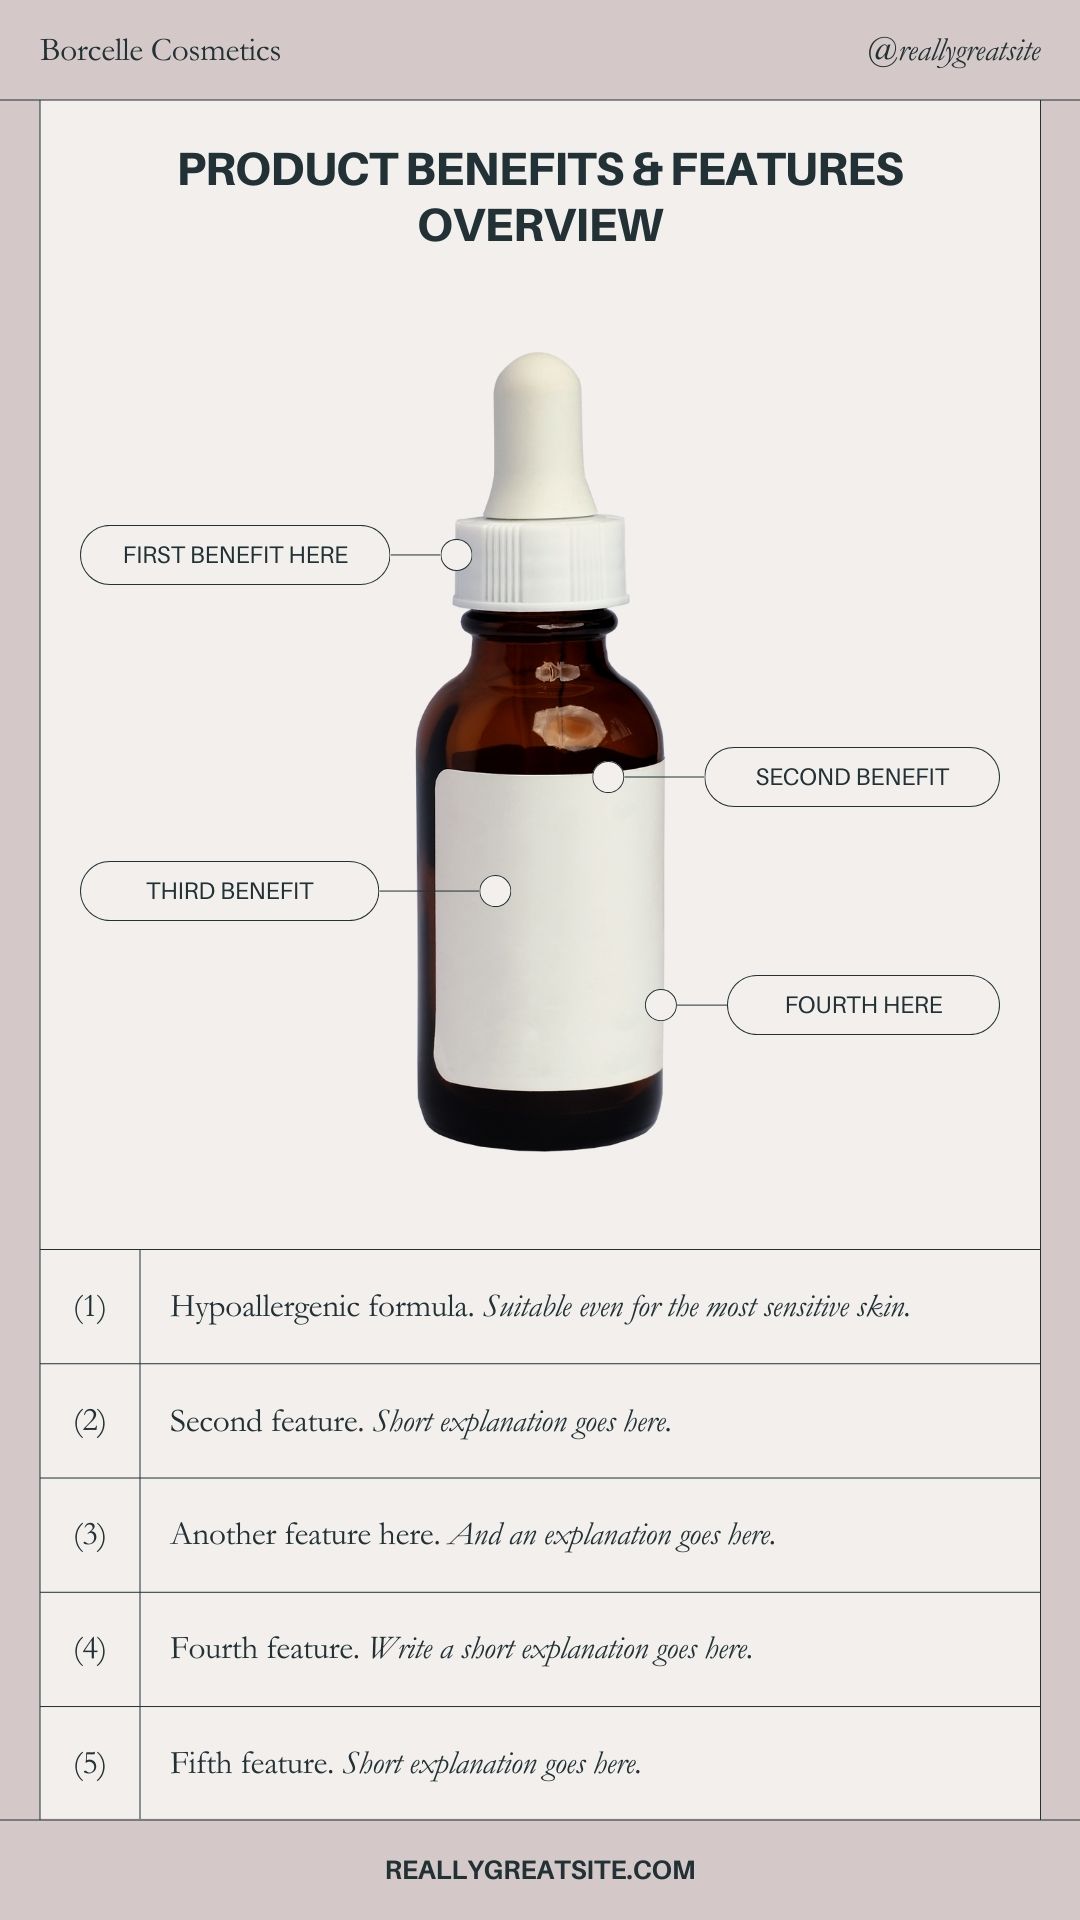 Borcelle Cosmetics
@reallygreatsite
PRODUCT BENEFITS & FEATURES
OVERVIEW
FIRST BENEFIT HERE
SECOND BENEFIT
THIRD BENEFIT
FOURTH HERE
(1) Hypoallergenic formula. Suitable even for the most sensitive skin.
(2) Second feature. Short explanation goes here.
(3) Another feature here. And an explanation goes here.
(4) Fourth feature. Write a short explanation goes here.
(5) Fifth feature. Short explanation goes here.
REALLYGREATSITE.COM